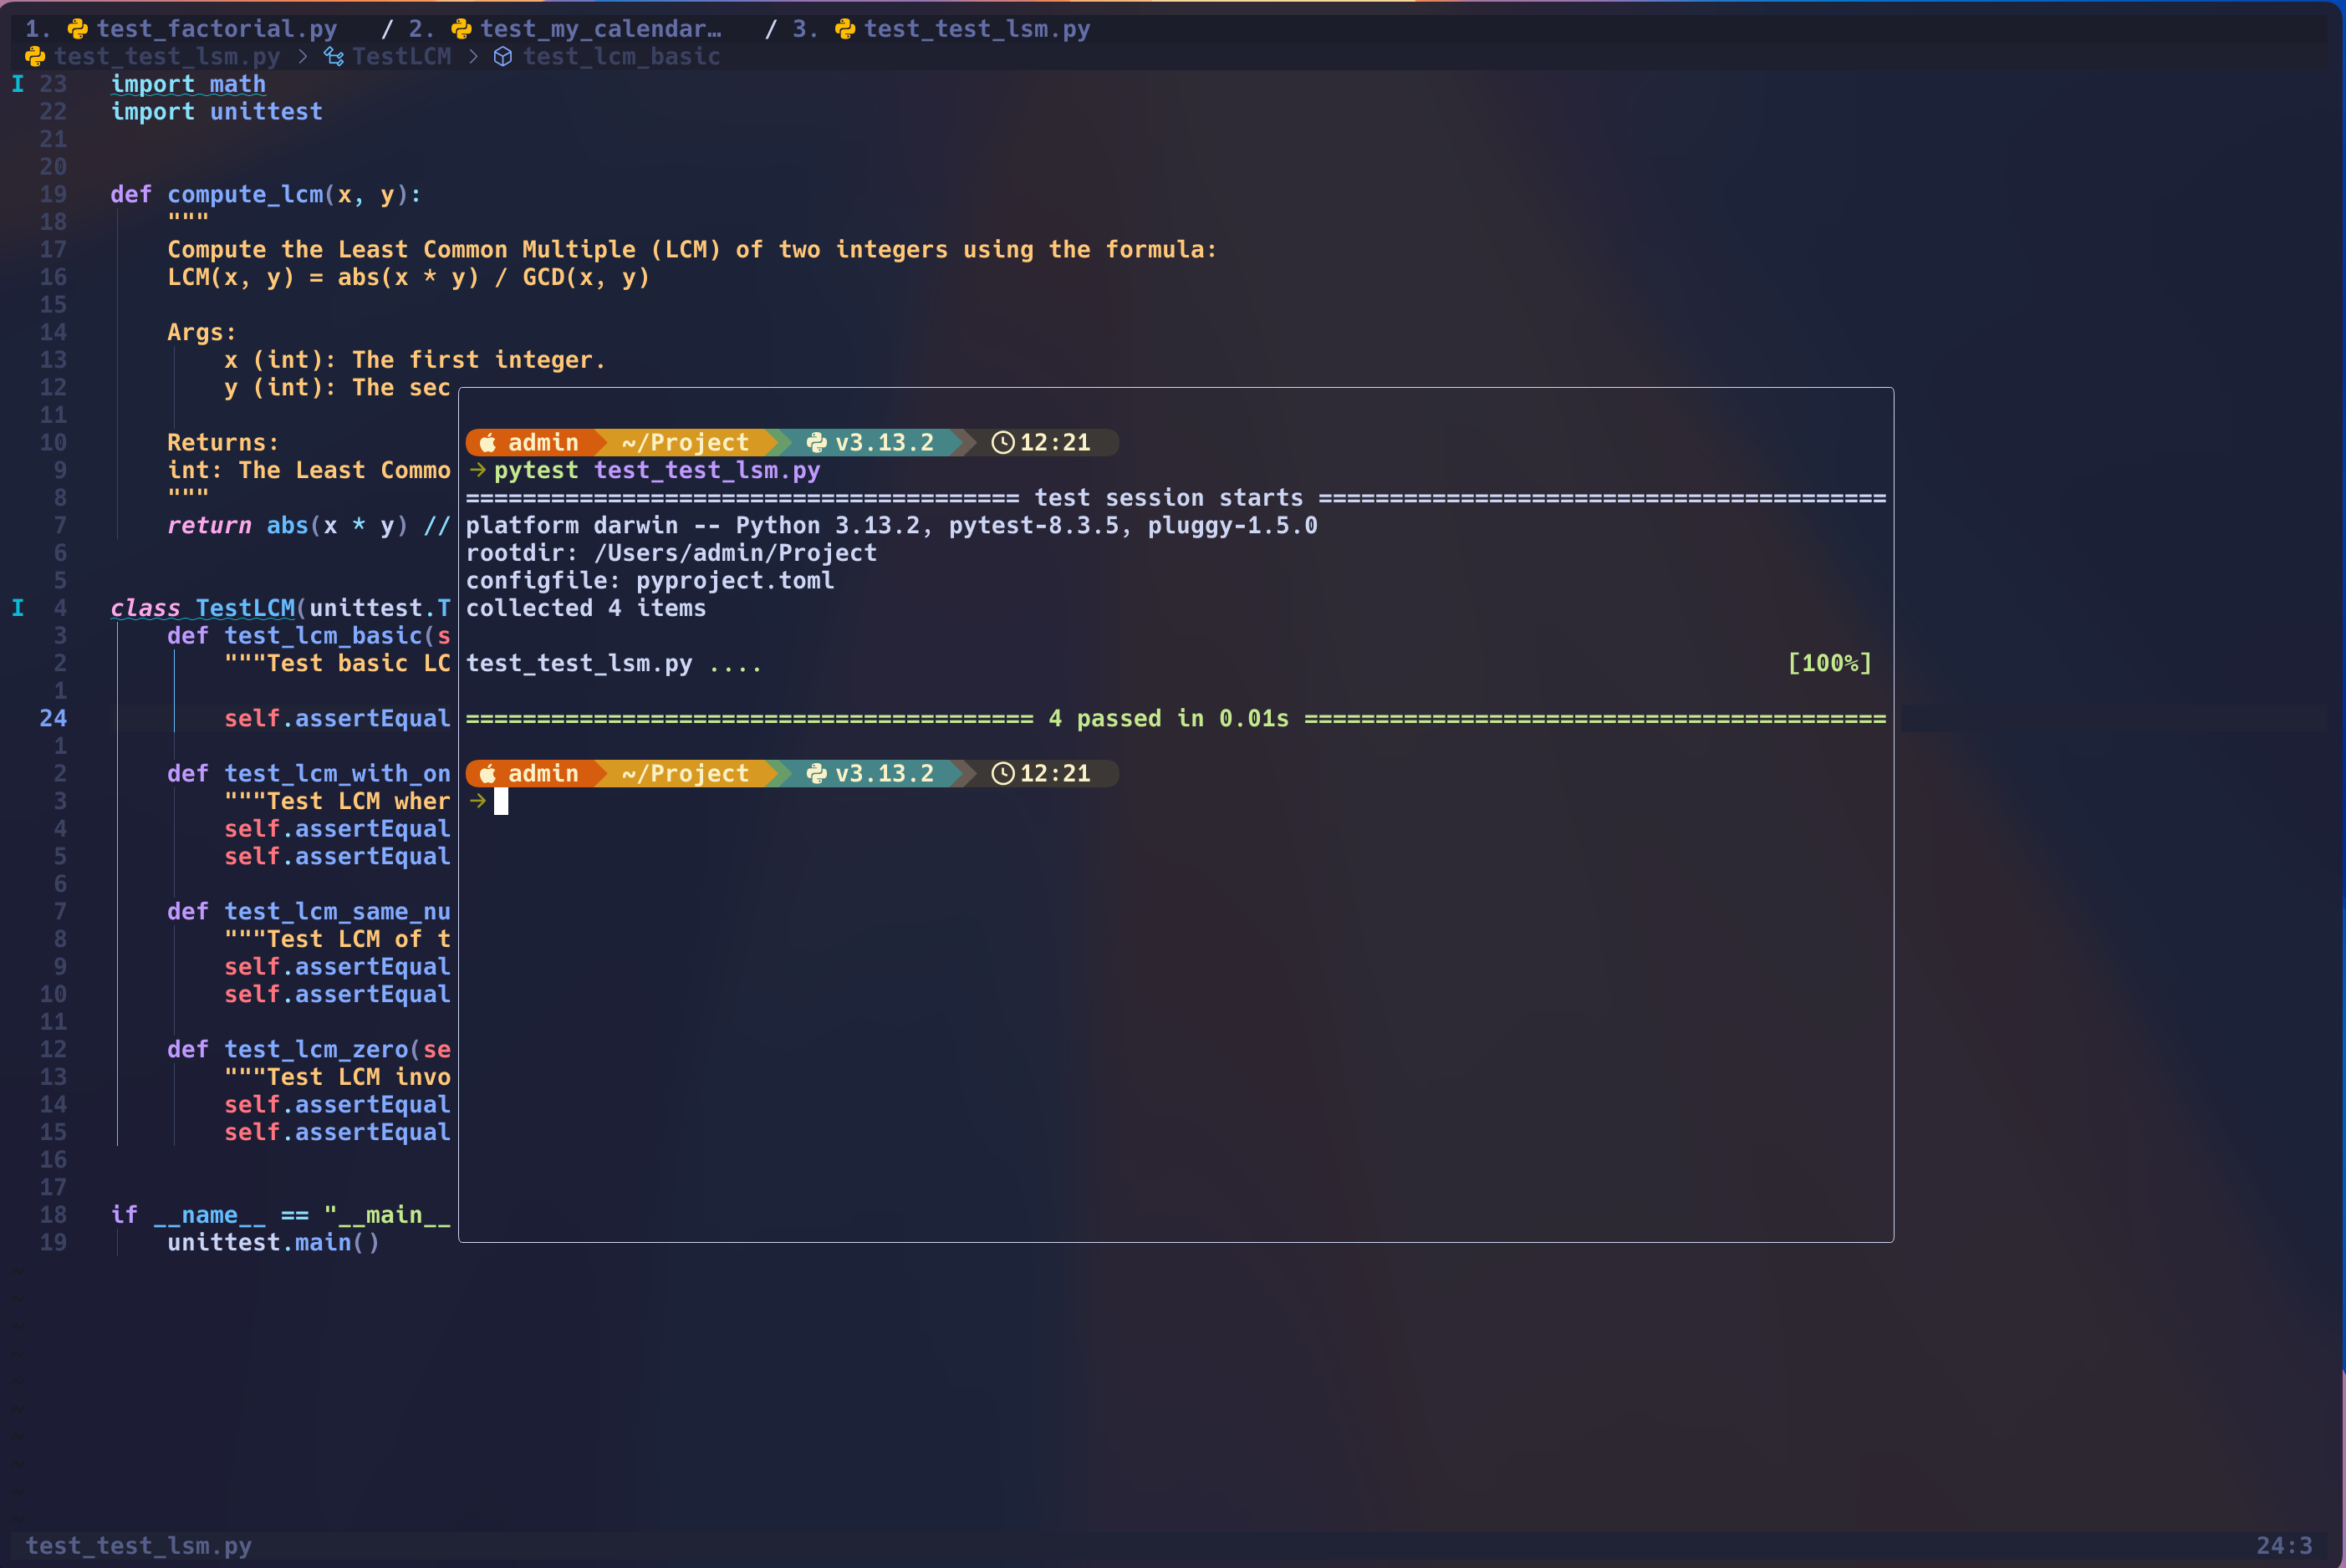 1. test_factorial.py / 2. test_my_calendar… / 3. test_test_lsm.py
test_test_lsm.py > TestLCM > test_lcm_basic
I 23 import math
22 import unittest
21
20
19 def compute_lcm(x, y):
18 """
17 Compute the Least Common Multiple (LCM) of two integers using the formula:
16 LCM(x, y) = abs(x * y) / GCD(x, y)
15
14 Args:
13 x (int): The first integer.
12 y (int): The sec
11
10 Returns:
9 int: The Least Commo
8 """
7 return abs(x * y) //
6
5
I 4 class TestLCM(unittest.T
3 def test_lcm_basic(s
2 """Test basic LC
1
24 self.assertEqual
1
2 def test_lcm_with_on
3 """Test LCM wher
4 self.assertEqual
5 self.assertEqual
6
7 def test_lcm_same_nu
8 """Test LCM of t
9 self.assertEqual
10 self.assertEqual
11
12 def test_lcm_zero(se
13 """Test LCM invo
14 self.assertEqual
15 self.assertEqual
16
17
18 if __name__ == "__main__
19 unittest.main()
admin ~/Project v3.13.2 12:21
→ pytest test_test_lsm.py
======================================= test session starts ========================================
platform darwin -- Python 3.13.2, pytest-8.3.5, pluggy-1.5.0
rootdir: /Users/admin/Project
configfile: pyproject.toml
collected 4 items
test_test_lsm.py .... [100%]
======================================== 4 passed in 0.01s =========================================
admin ~/Project v3.13.2 12:21
→
test_test_lsm.py 24:3